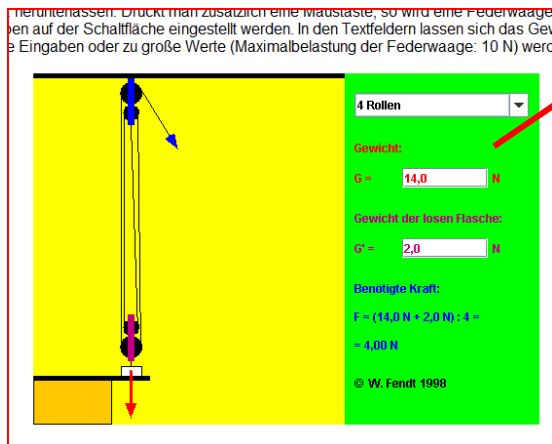 heruntenassen. Drückt man zusätzlich eine Maustaste, so wird eine Federwaage
ben auf der Schaltfläche eingestellt werden. In den Textfeldern lassen sich das Gew
e Eingaben oder zu große Werte (Maximalbelastung der Federwaage: 10 N) werd
4 Rollen
Gewicht:
G = 14,0 N
Gewicht der losen Flasche:
G' = 2,0 N
Benötigte Kraft:
F = (14,0 N + 2,0 N) : 4 =
= 4,00 N
© W. Fendt 1998